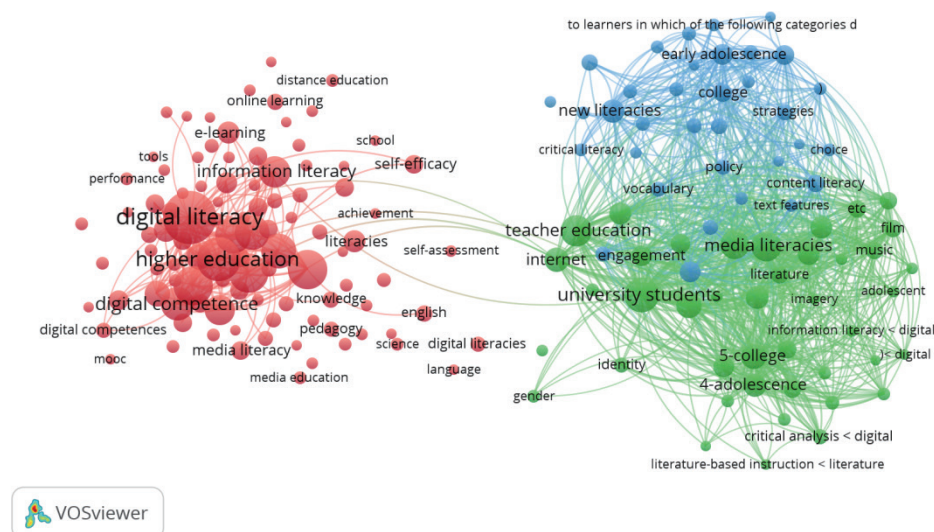 to learners in which of the following categories d
early adolescence
distance education
online learning
college
)
new literacies
strategies
e-learning
school
critical literacy
choice
tools
information literacy
self-efficacy
policy
performance
vocabulary
content literacy
text features
etc
digital literacy
achievement
teacher education
film
literacies
media literacies
music
self-assessment
engagement
internet
higher education
literature
adolescent
university students
imagery
digital competence
knowledge
english
information literacy < digital
digital competences
pedagogy
science
digital literacies
5-college
)< digital
media literacy
identity
mooc
language
media education
4-adolescence
gender
critical analysis < digital
literature-based instruction < literature
VOSviewer